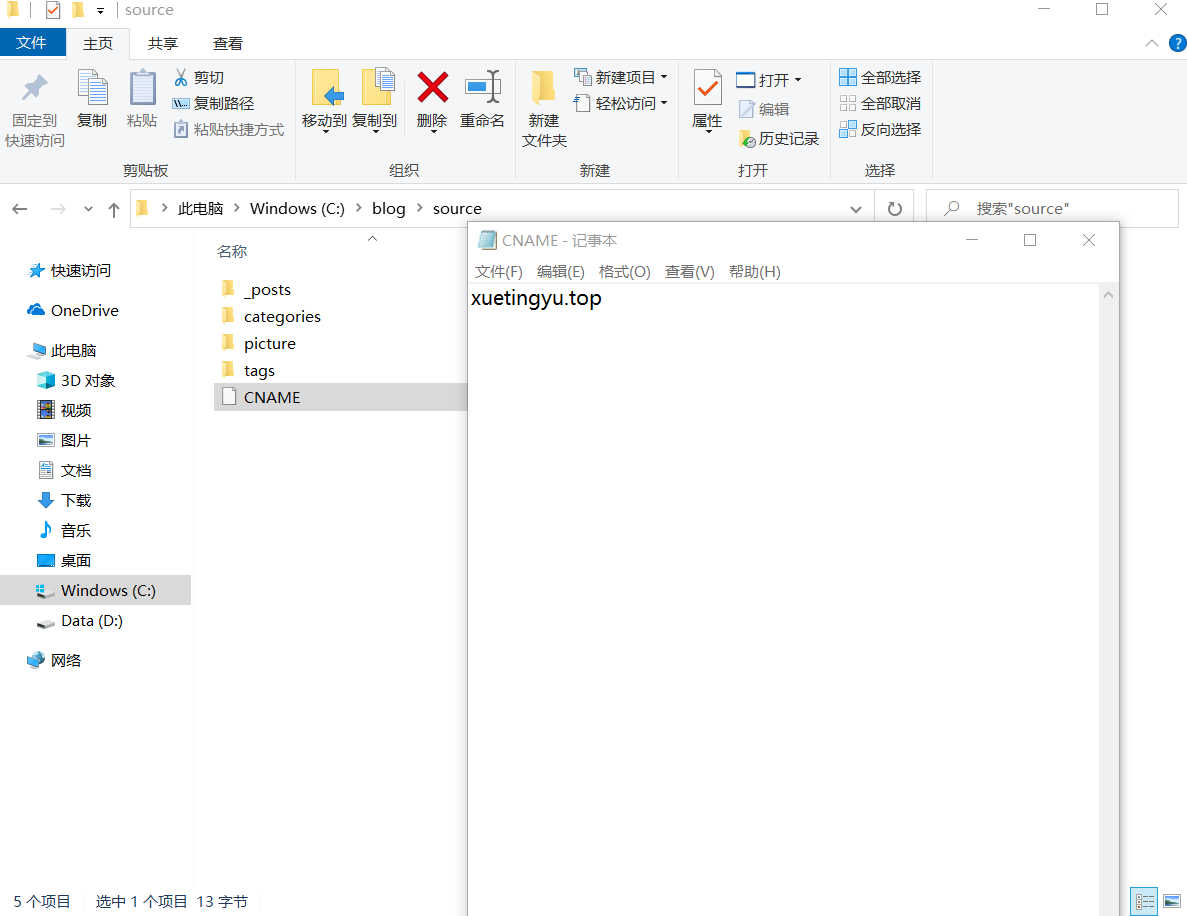 source
文件 主页 共享 查看
固定到快速访问
复制
粘贴
剪切
复制路径
粘贴快捷方式
剪贴板
移动到
复制到
删除
重命名
组织
新建文件夹
新建项目
轻松访问
新建
属性
打开
编辑
历史记录
打开
全部选择
全部取消
反向选择
选择
此电脑 > Windows (C:) > blog > source
搜索"source"
快速访问
OneDrive
此电脑
3D 对象
视频
图片
文档
下载
音乐
桌面
Windows (C:)
Data (D:)
网络
名称
_posts
categories
picture
tags
CNAME
CNAME - 记事本
文件(F) 编辑(E) 格式(O) 查看(V) 帮助(H)
xuetingyu.top
5 个项目 选中 1 个项目 13 字节